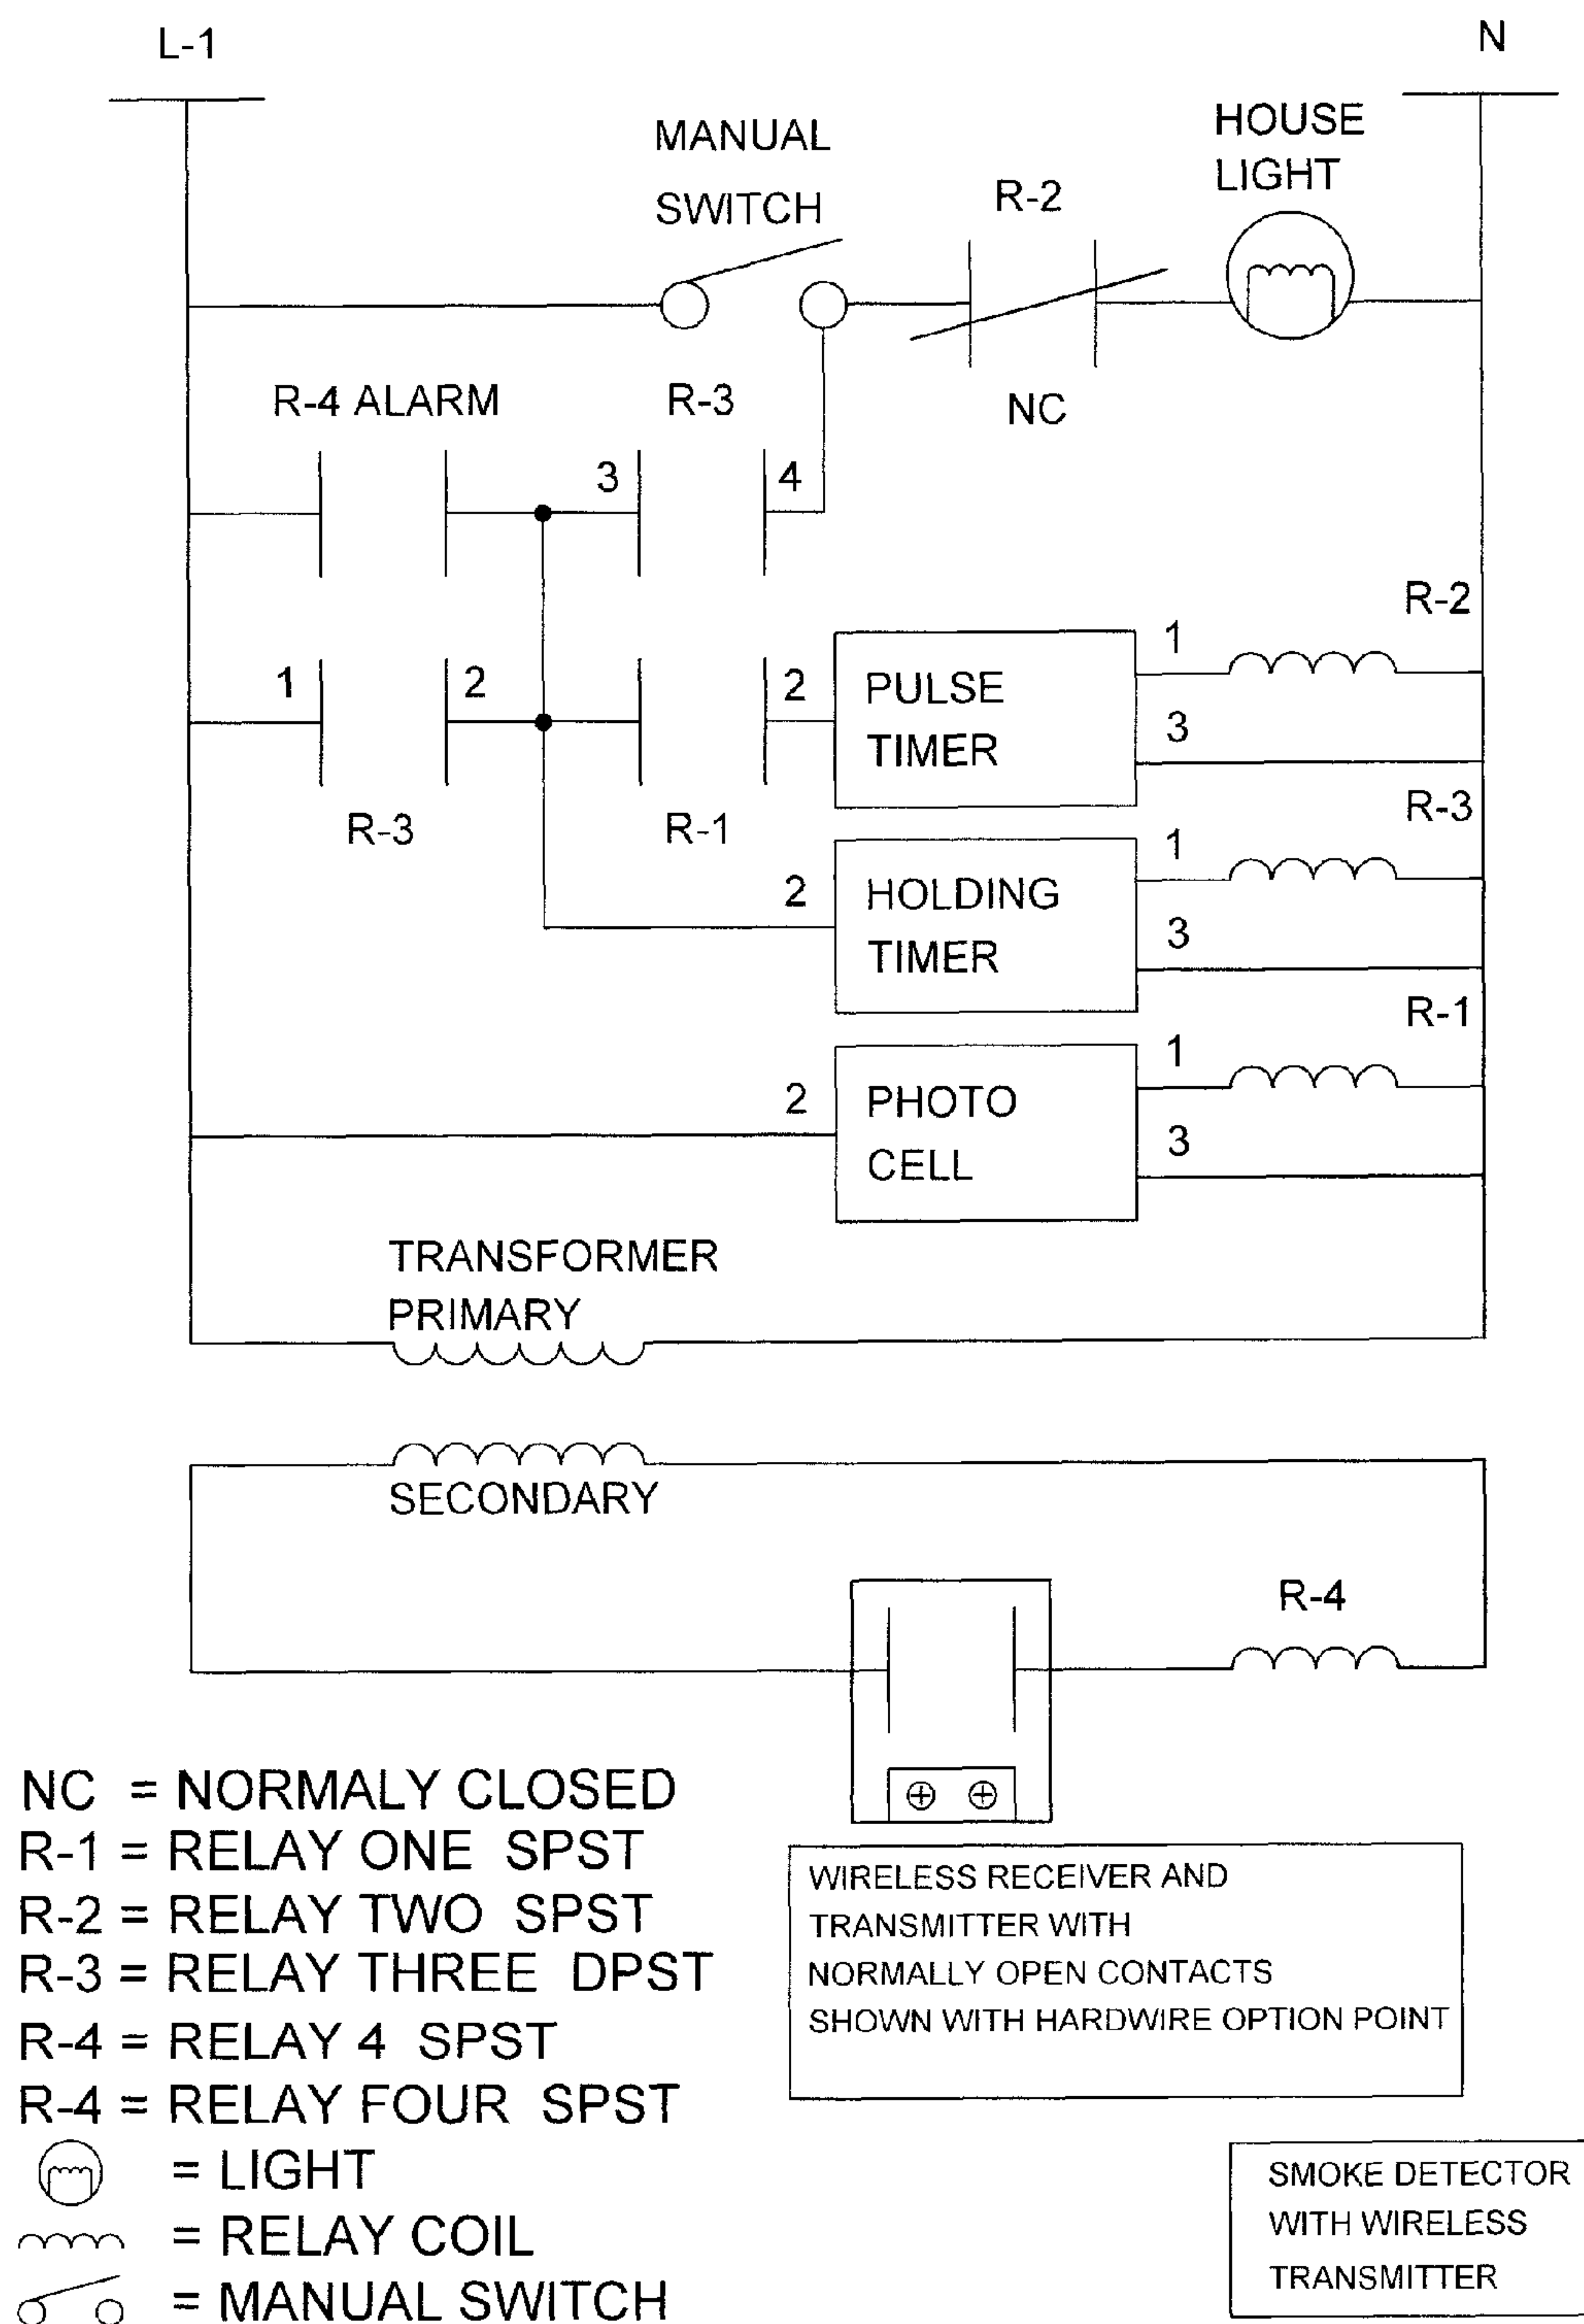 L-1
N
MANUAL
SWITCH
R-2
HOUSE
LIGHT
NC
R-4 ALARM
R-3
3
4
R-2
1
2
2
PULSE
TIMER
1
3
R-3
R-1
R-3
2
HOLDING
TIMER
1
3
R-1
2
PHOTO
CELL
1
3
TRANSFORMER
PRIMARY
SECONDARY
R-4
NC = NORMALY CLOSED
R-1 = RELAY ONE SPST
R-2 = RELAY TWO SPST
R-3 = RELAY THREE DPST
R-4 = RELAY 4 SPST
R-4 = RELAY FOUR SPST
= LIGHT
= RELAY COIL
= MANUAL SWITCH
WIRELESS RECEIVER AND
TRANSMITTER WITH
NORMALLY OPEN CONTACTS
SHOWN WITH HARDWIRE OPTION POINT
SMOKE DETECTOR
WITH WIRELESS
TRANSMITTER